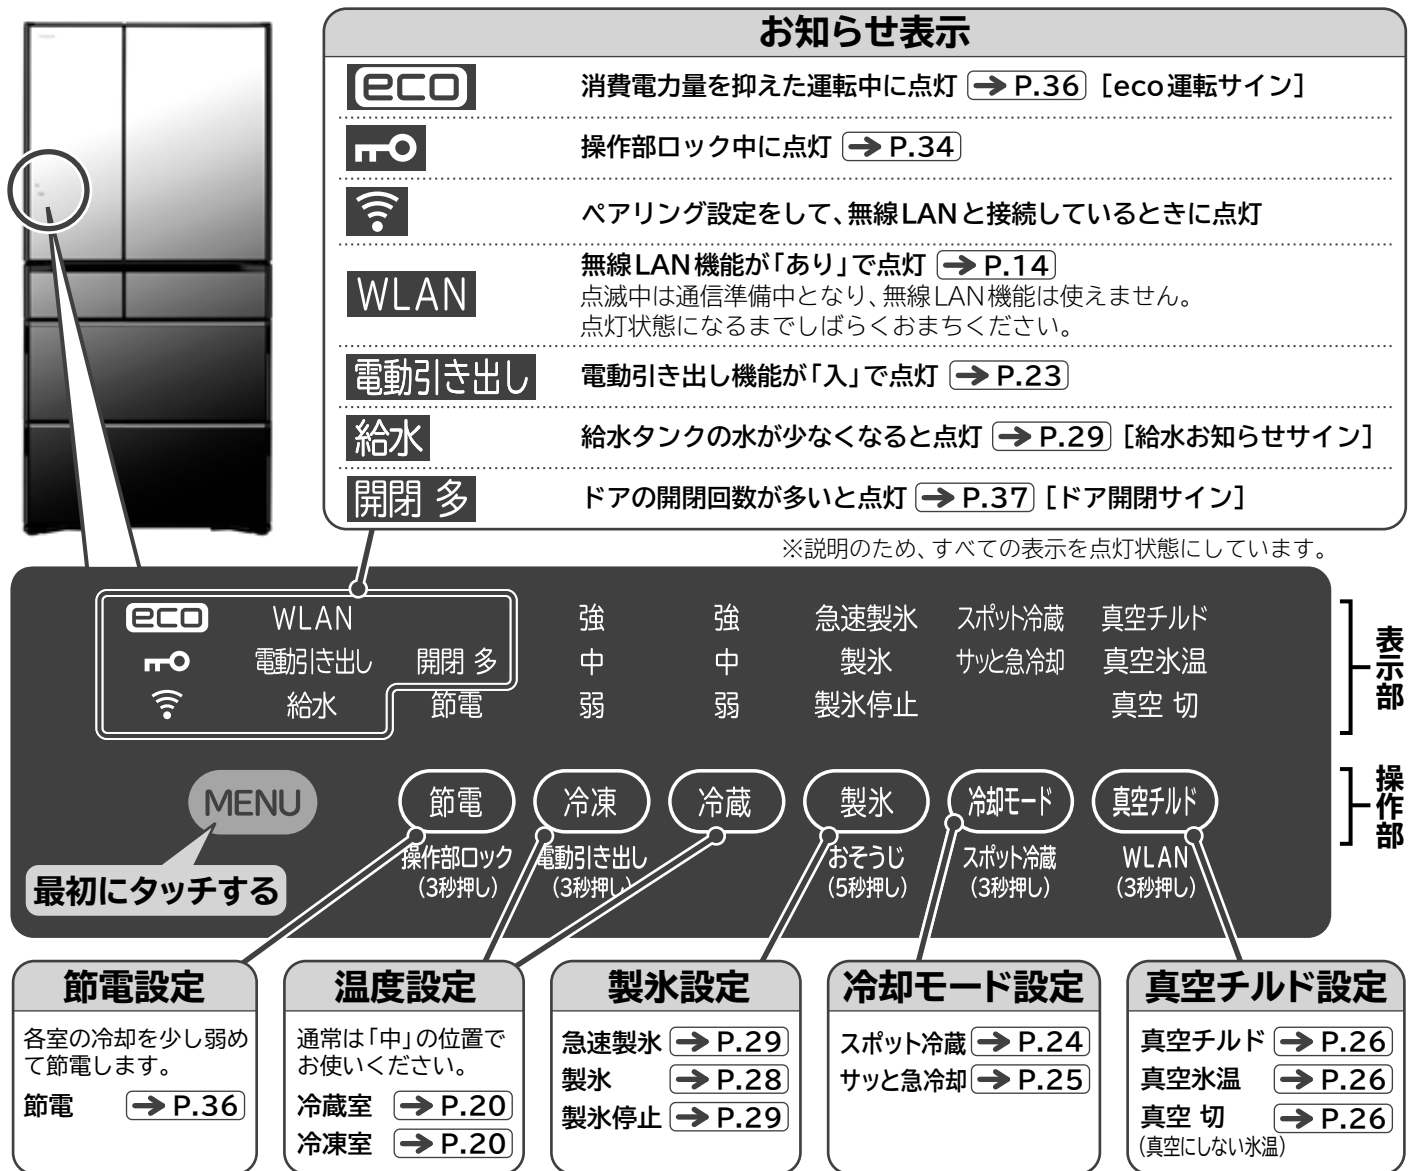 お知らせ表示
eco 消費電力量を抑えた運転中に点灯 → P.36 [eco運転サイン]
操作部ロック中に点灯 → P.34
ペアリング設定をして、無線LANと接続しているときに点灯
無線LAN機能が「あり」で点灯 → P.14
WLAN 点滅中は通信準備中となり、無線LAN機能は使えません。
点灯状態になるまでしばらくおまちください。
電動引き出し 電動引き出し機能が「入」で点灯 → P.23
給水 給水タンクの水が少なくなると点灯 → P.29 [給水お知らせサイン]
開閉 多 ドアの開閉回数が多いと点灯 → P.37 [ドア開閉サイン]
※説明のため、すべての表示を点灯状態にしています。
eco WLAN 強 強 急速製氷 スポット冷蔵 真空チルド
電動引き出し 開閉 多 中 中 製氷 サッと急冷却 真空氷温
給水 節電 弱 弱 製氷停止 真空 切
表示部
MENU 節電 冷凍 冷蔵 製氷 冷却モード 真空チルド
操作部
操作部ロック 電動引き出し おそうじ スポット冷蔵 WLAN
(3秒押し) (3秒押し) (5秒押し) (3秒押し) (3秒押し)
最初にタッチする
節電設定
各室の冷却を少し弱め
て節電します。
節電 → P.36
温度設定
通常は「中」の位置で
お使いください。
冷蔵室 → P.20
冷凍室 → P.20
製氷設定
急速製氷 → P.29
製氷 → P.28
製氷停止 → P.29
冷却モード設定
スポット冷蔵 → P.24
サッと急冷却 → P.25
真空チルド設定
真空チルド → P.26
真空氷温 → P.26
真空 切 → P.26
(真空にしない氷温)